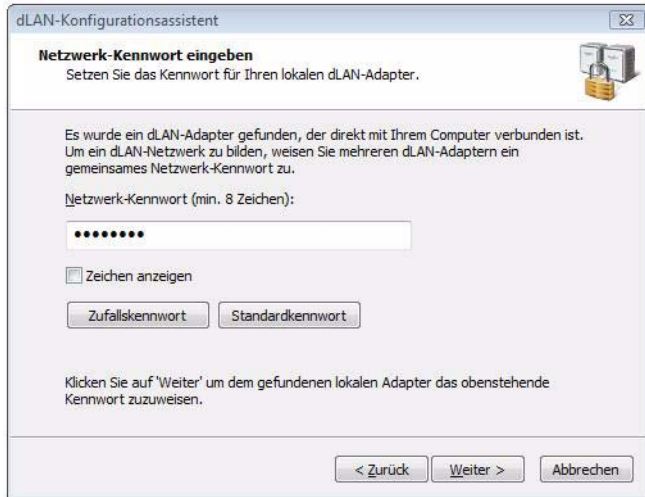 dLAN-Konfigurationsassistent
Netzwerk-Kennwort eingeben
Setzen Sie das Kennwort für Ihren lokalen dLAN-Adapter.
Es wurde ein dLAN-Adapter gefunden, der direkt mit Ihrem Computer verbunden ist.
Um ein dLAN-Netzwerk zu bilden, weisen Sie mehreren dLAN-Adaptern ein
gemeinsames Netzwerk-Kennwort zu.
Netzwerk-Kennwort (min. 8 Zeichen):
••••••••
Zeichen anzeigen
Zufallskennwort Standardkennwort
Klicken Sie auf 'Weiter' um dem gefundenen lokalen Adapter das obenstehende
Kennwort zuzuweisen.
< Zurück Weiter > Abbrechen